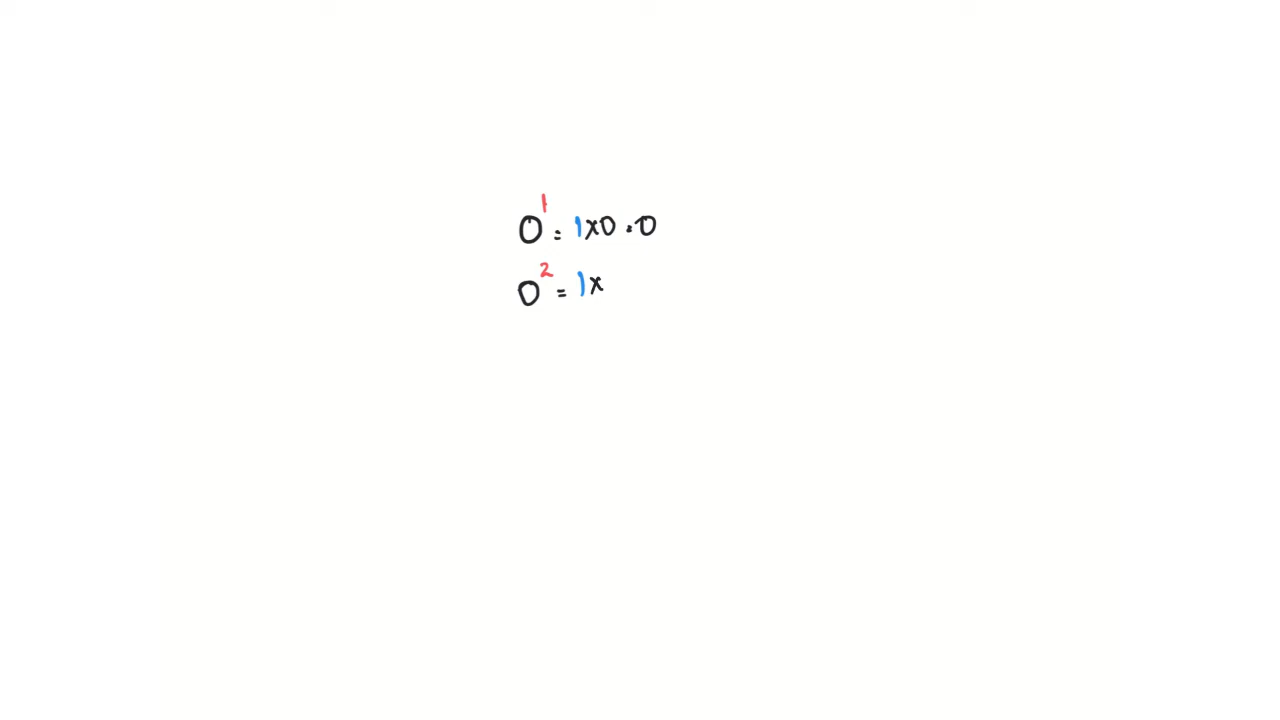 0¹ = 1x0 = 0
0² = 1x